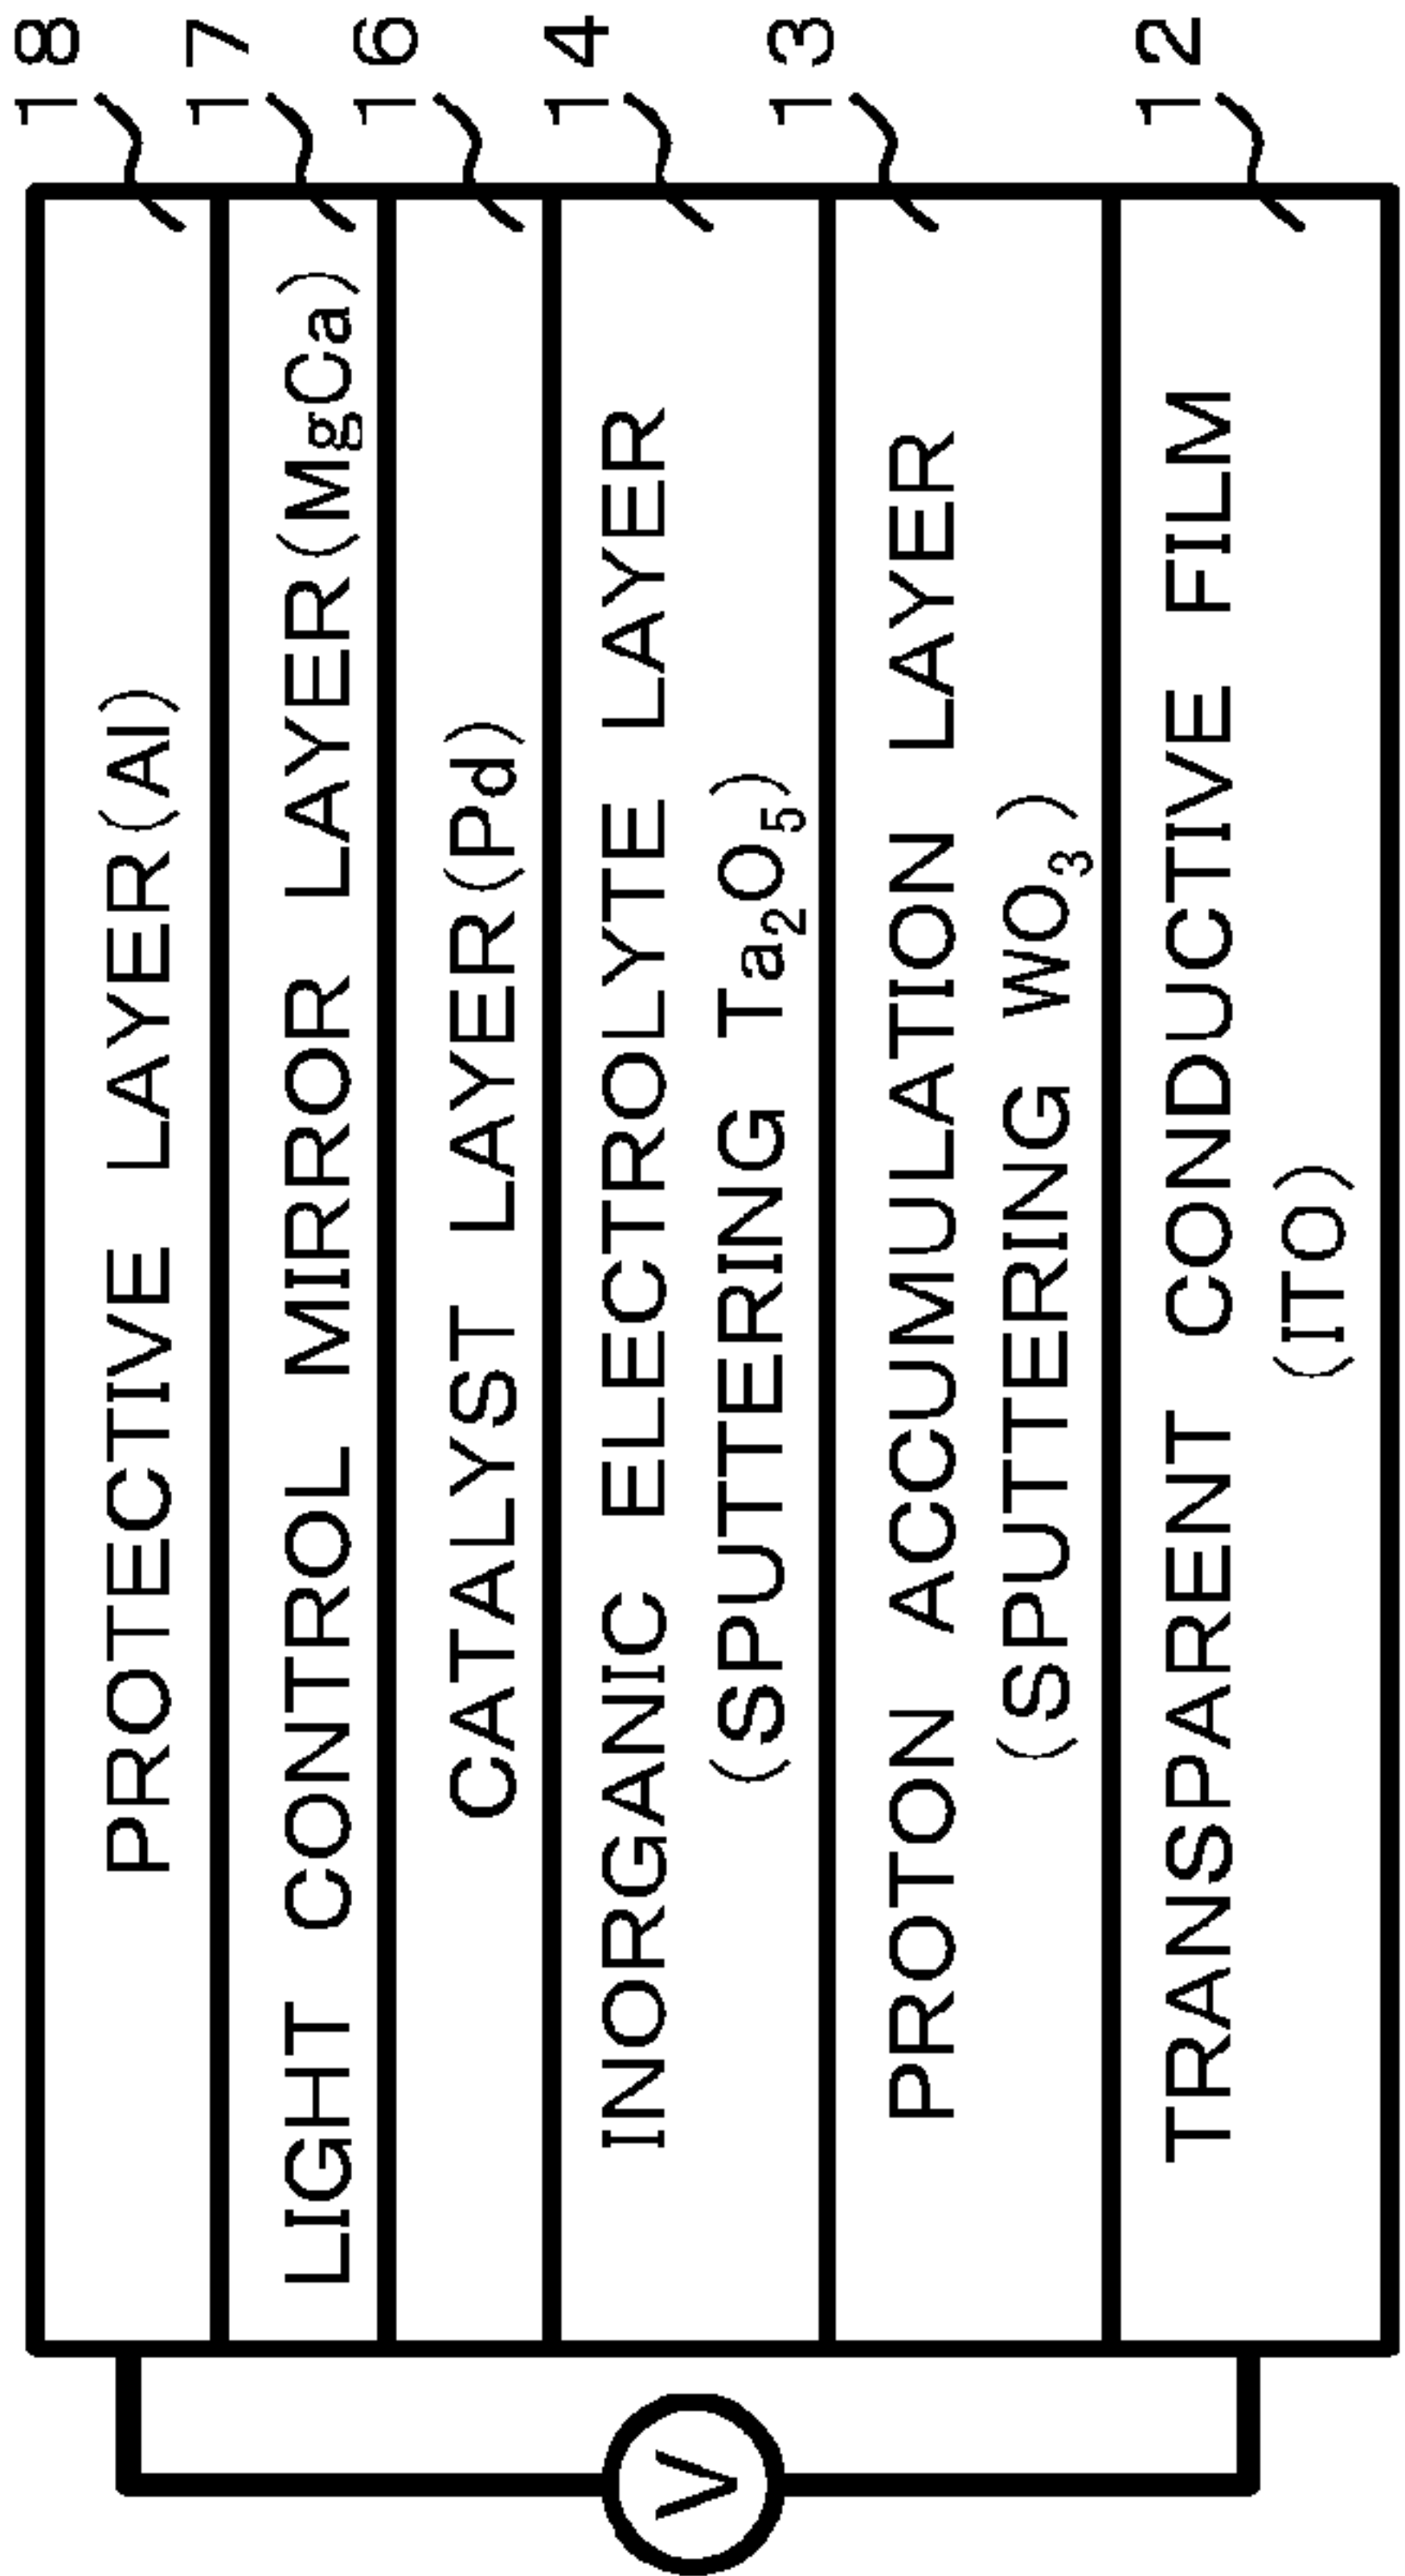 PROTECTIVE LAYER(Al)
18
LIGHT CONTROL MIRROR LAYER(MgCa)
17
CATALYST LAYER(Pd)
16
INORGANIC ELECTROLYTE LAYER
(SPUTTERING Ta₂O₅)
14
PROTON ACCUMULATION LAYER
(SPUTTERING WO₃)
13
TRANSPARENT CONDUCTIVE FILM
(ITO)
12
V